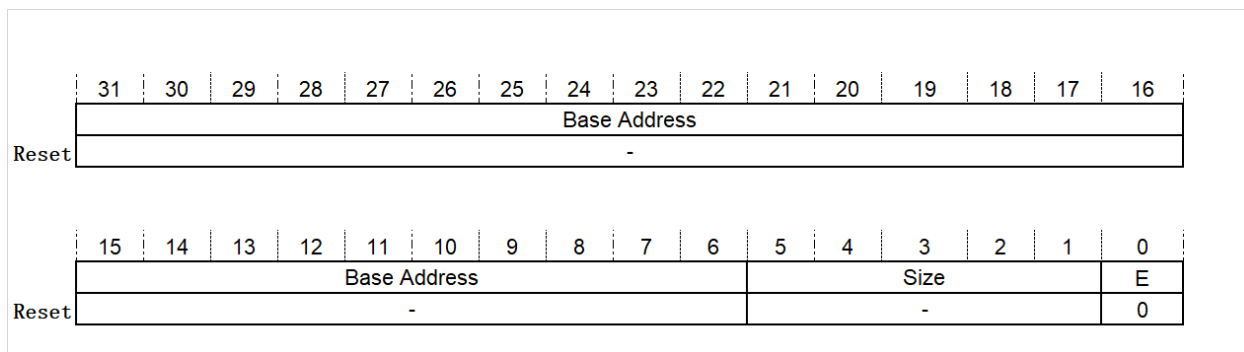 31 30 29 28 27 26 25 24 23 22 21 20 19 18 17 16
Base Address
Reset -
15 14 13 12 11 10 9 8 7 6 5 4 3 2 1 0
Base Address Size E
Reset - - 0